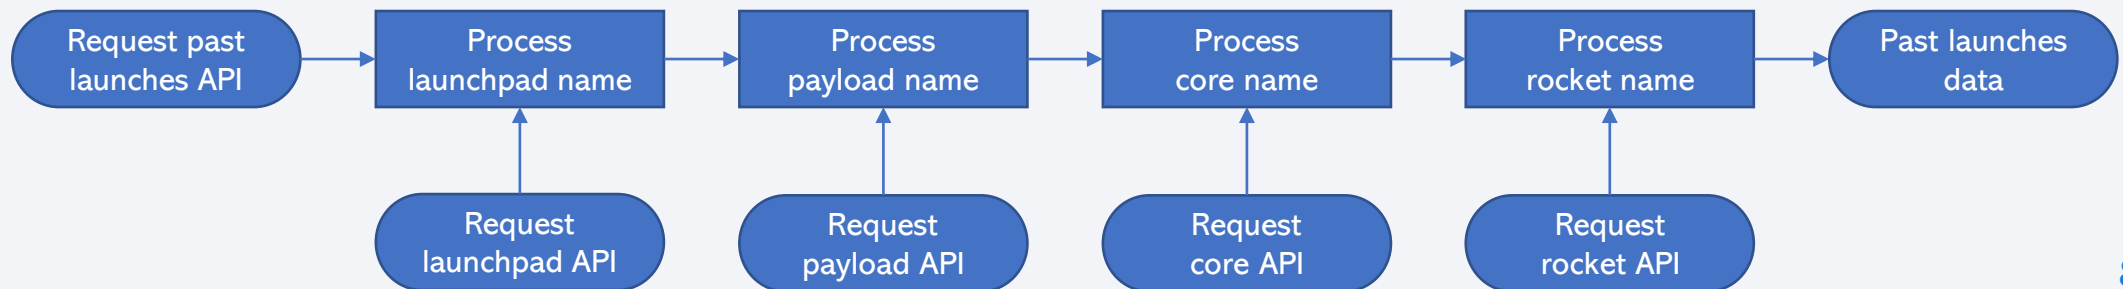 Request past
launches API
Process
launchpad name
Process
payload name
Process
core name
Process
rocket name
Past launches
data
Request
launchpad API
Request
payload API
Request
core API
Request
rocket API